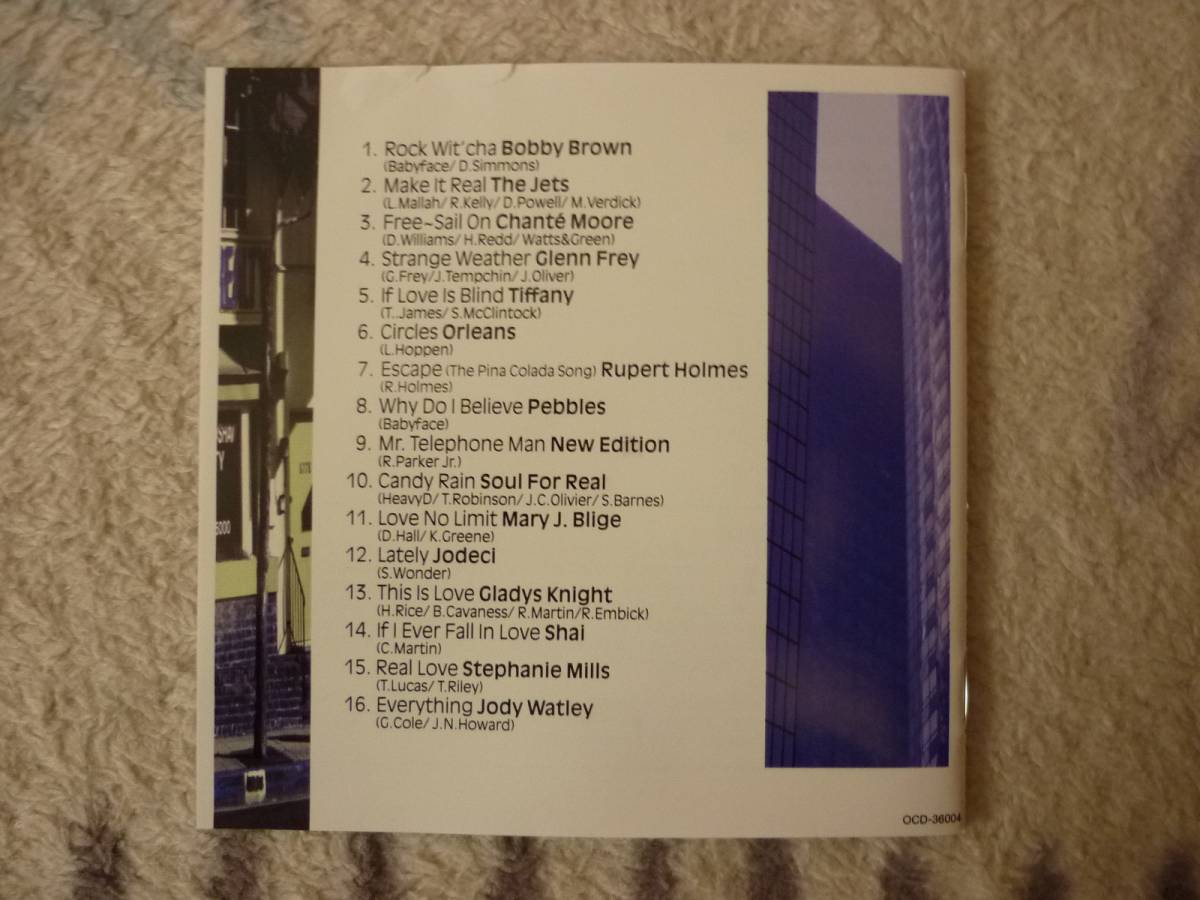 1. Rock Wit'cha Bobby Brown
(Babyface/ D.Simmons)
2. Make It Real The Jets
(L.Mallah/ R.Kelly/ D.Powell/ M.Verdick)
3. Free~Sail On Chanté Moore
(D.Williams/ H.Redd/ Watts&Green)
4. Strange Weather Glenn Frey
(G.Frey/J.Tempchin/ J.Oliver)
5. If Love Is Blind Tiffany
(T.James/ S.McClintock)
6. Circles Orleans
(L.Hoppen)
7. Escape (The Pina Colada Song) Rupert Holmes
(R.Holmes)
8. Why Do I Believe Pebbles
(Babyface)
9. Mr. Telephone Man New Edition
(R.Parker Jr.)
10. Candy Rain Soul For Real
(HeavyD/ T.Robinson/ J.C.Olivier/ S.Barnes)
11. Love No Limit Mary J. Blige
(D.Hall/ K.Greene)
12. Lately Jodeci
(S.Wonder)
13. This Is Love Gladys Knight
(H.Rice/ B.Cavaness/ R.Martin/R.Embick)
14. If I Ever Fall In Love Shai
(C.Martin)
15. Real Love Stephanie Mills
(T.Lucas/ T.Riley)
16. Everything Jody Watley
(G.Cole/ J.N.Howard)
OCD-36004